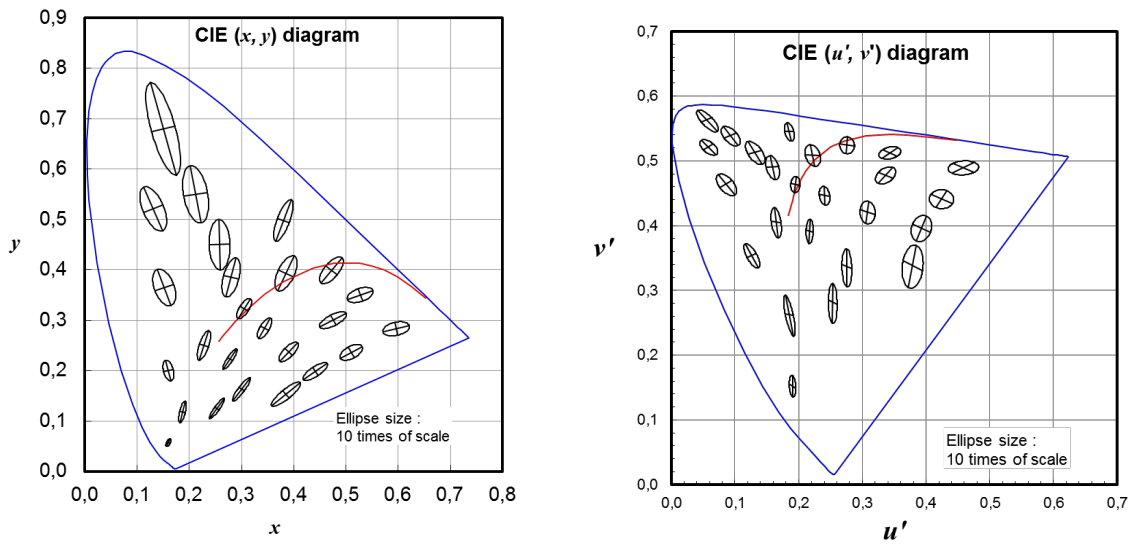 CIE (x, y) diagram
0,9
0,8
0,7
0,6
0,5
0,4
0,3
0,2
0,1
0,0
y
0,0 0,1 0,2 0,3 0,4 0,5 0,6 0,7 0,8
x
Ellipse size :
10 times of scale
CIE (u', v') diagram
0,7
0,6
0,5
0,4
0,3
0,2
0,1
0,0
v'
0,0 0,1 0,2 0,3 0,4 0,5 0,6 0,7
u'
Ellipse size :
10 times of scale